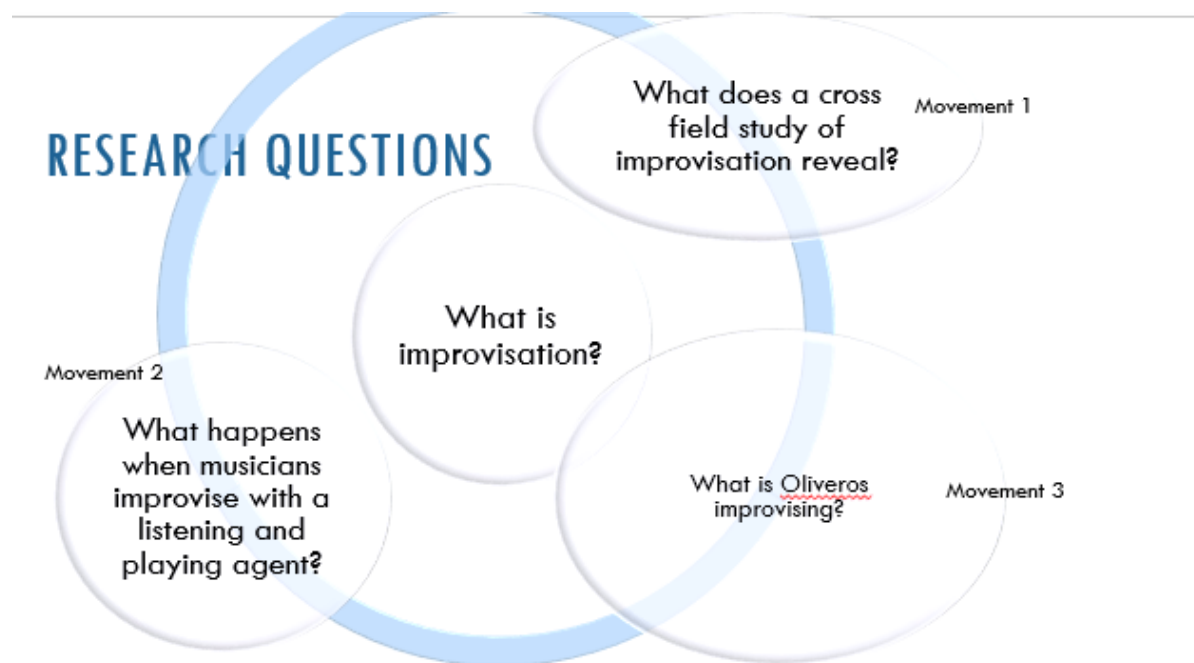 RESEARCH QUESTIONS
What does a cross
field study of
improvisation reveal?
Movement 1
What is
improvisation?
Movement 2
What happens
when musicians
improvise with a
listening and
playing agent?
What is Oliveros
improvising?
Movement 3